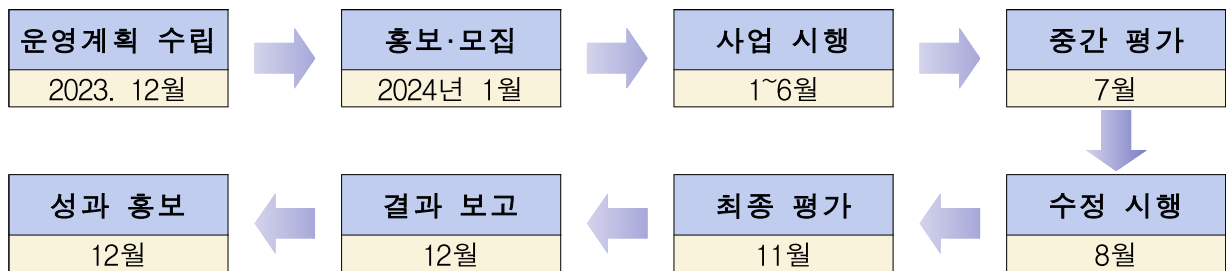 운영계획 수립
2023. 12월
홍보·모집
2024년 1월
사업 시행
1~6월
중간 평가
7월
수정 시행
8월
최종 평가
11월
결과 보고
12월
성과 홍보
12월